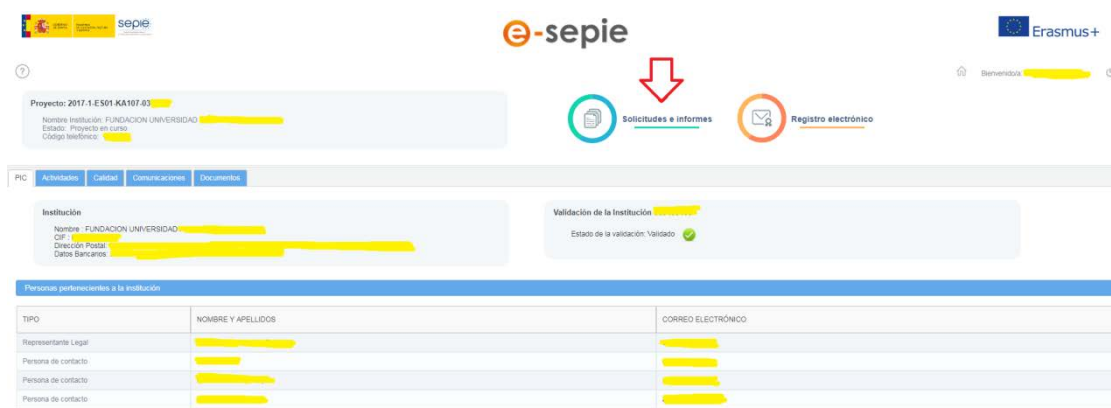 sepie
e-sepie
Erasmus+
?
Bienvenido/a
Proyecto: 2017-1-ES01-KA107-03
Nombre Institución: FUNDACION UNIVERSIDAD
Estado: Proyecto en curso
Código telefónico:
Solicitudes e informes
Registro electrónico
PIC Actividades Calidad Comunicaciones Documentos
Institución
Nombre : FUNDACION UNIVERSIDAD
CIF :
Dirección Postal:
Datos Bancarios:
Validación de la Institución
Estado de la validación: Validado
Personas pertenecientes a la institución
TIPO NOMBRE Y APELLIDOS CORREO ELECTRÓNICO
Representante Legal
Persona de contacto
Persona de contacto
Persona de contacto